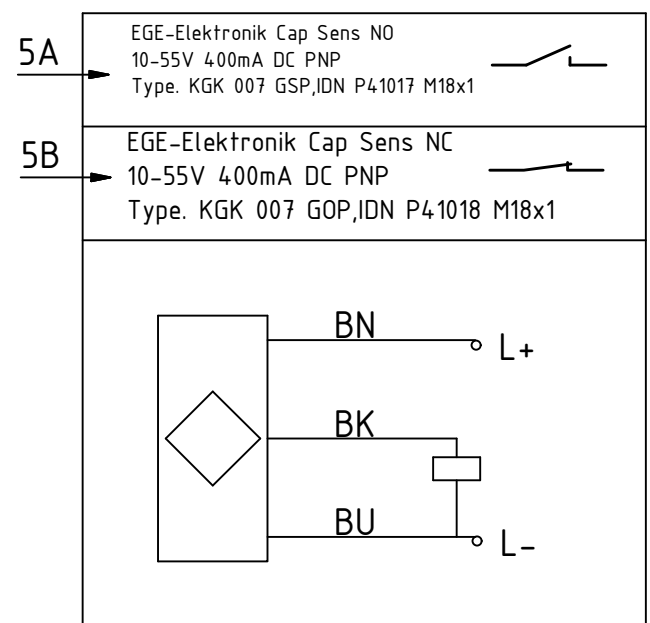 5A
EGE-Elektronik Cap Sens NO
10-55V 400mA DC PNP
Type. KGK 007 GSP,IDN P41017 M18x1
5B
EGE-Elektronik Cap Sens NC
10-55V 400mA DC PNP
Type. KGK 007 GOP,IDN P41018 M18x1
BN
L+
BK
BU
L-